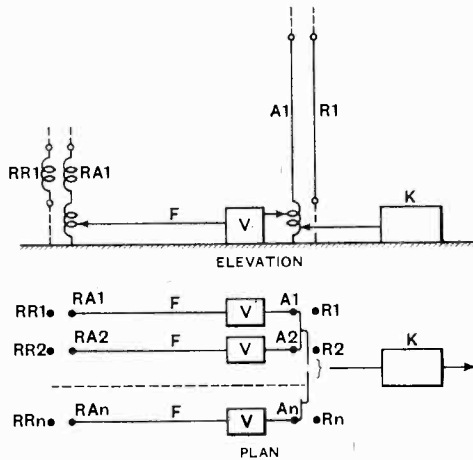 A1 R1
RR1 RA1
F V K
ELEVATION
RR1 RA1 F V A1 R1
RR2 RA2 F V A2 R2 K
RRn RAn F V An Rn
PLAN